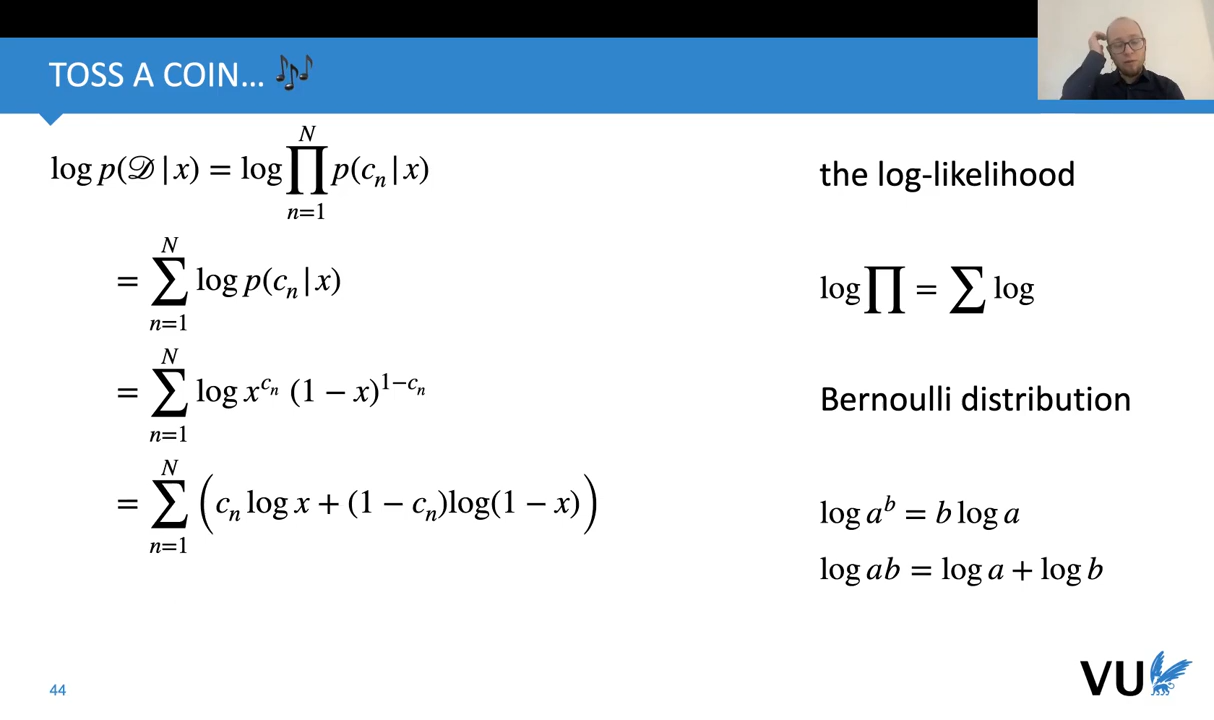 TOSS A COIN… 🎶
log p(𝒟 | x) = log ∏_{n=1}^{N} p(c_n | x)
the log-likelihood
= ∑_{n=1}^{N} log p(c_n | x)
log ∏ = ∑ log
= ∑_{n=1}^{N} log x^{c_n} (1 − x)^{1−c_n}
Bernoulli distribution
= ∑_{n=1}^{N} (c_n log x + (1 − c_n)log(1 − x))
log a^b = b log a
log ab = log a + log b
44
VU